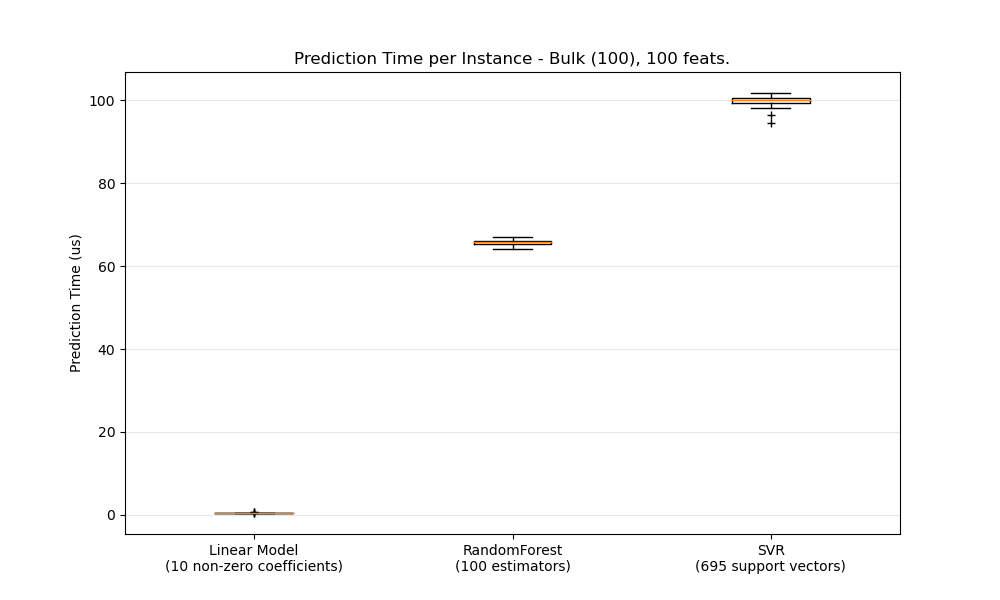 Prediction Time per Instance - Bulk (100), 100 feats.
100
80
60
40
20
0
Prediction Time (us)
Linear Model
(10 non-zero coefficients)
RandomForest
(100 estimators)
SVR
(695 support vectors)